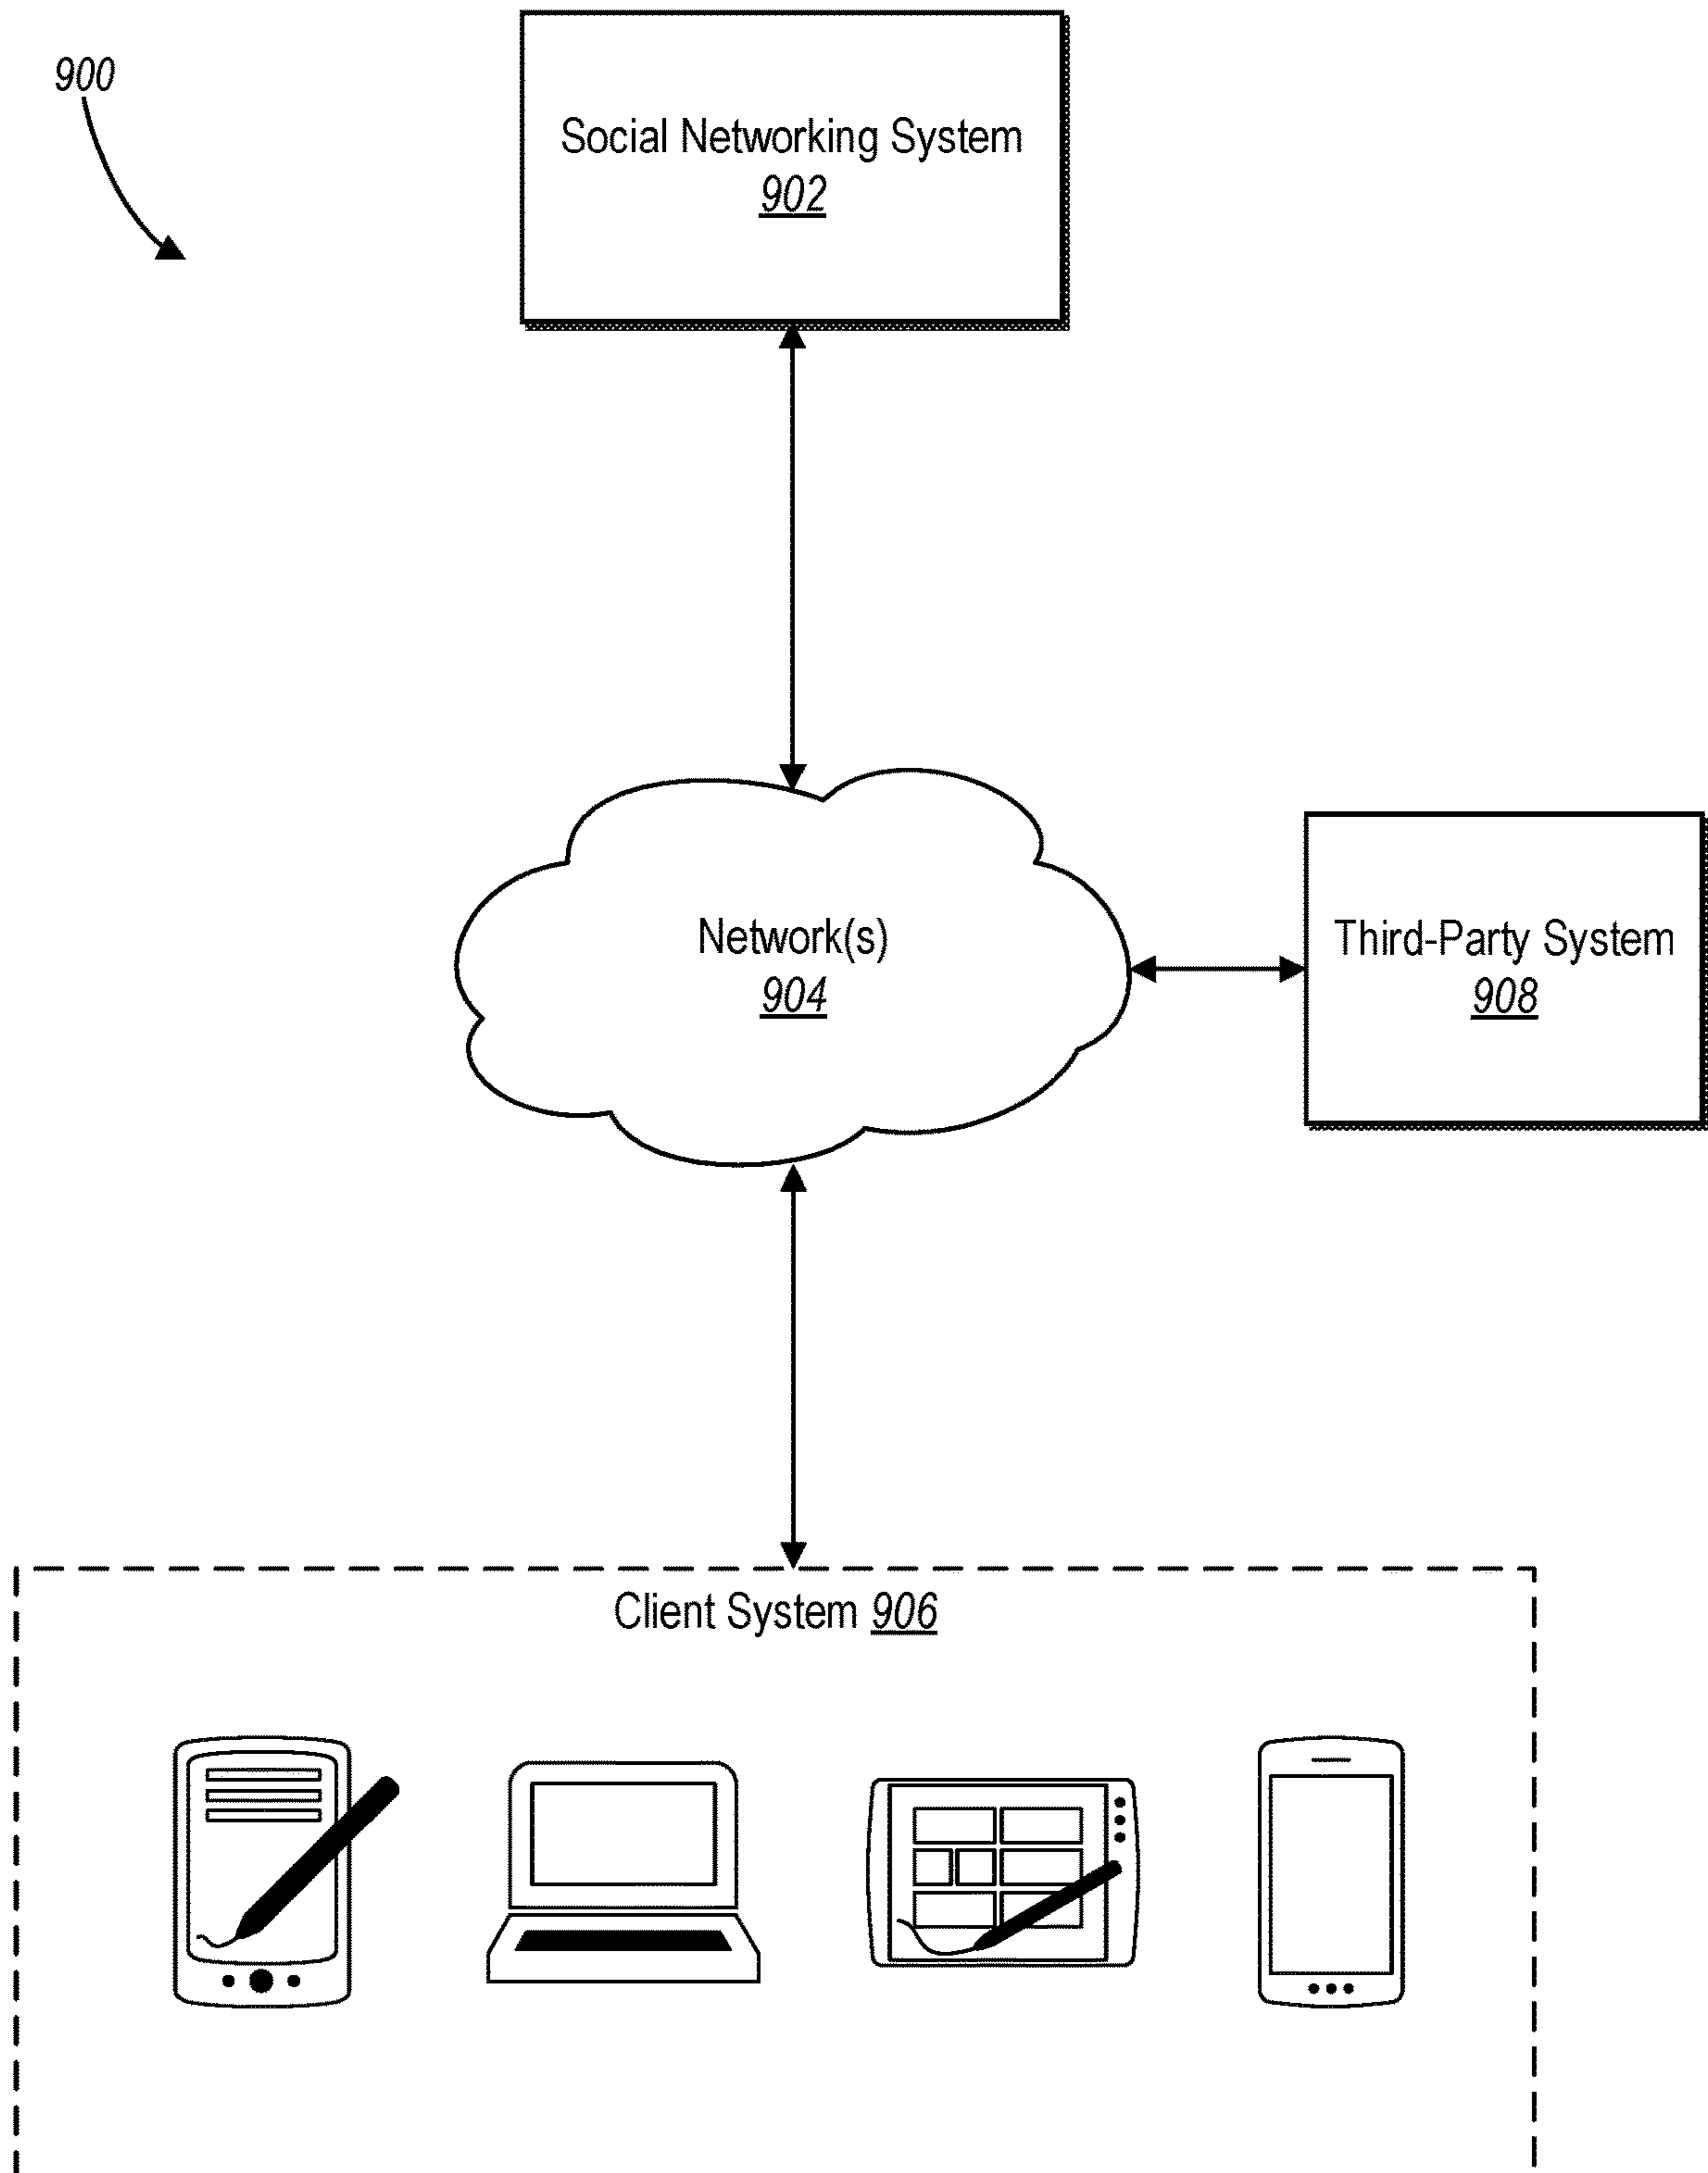 900
Social Networking System
902
Network(s)
904
Third-Party System
908
Client System 906